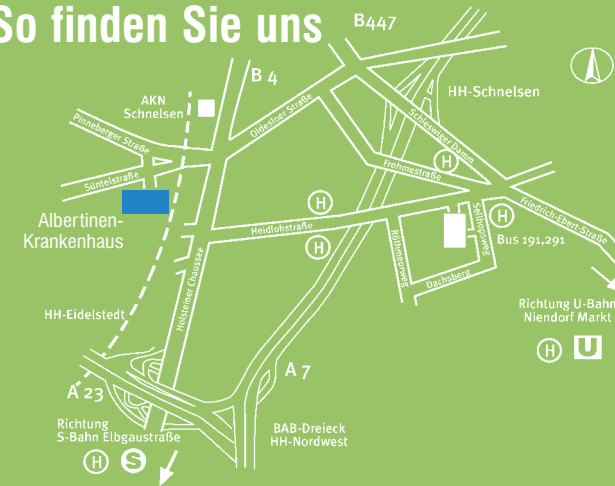 So finden Sie uns
B447
B 4
AKN
Schnelsen
HH-Schnelsen
Pinneberger Straße
Oldesloer Straße
Schleswiger Damm
Frohmestraße
H
Süntelstraße
Albertinen-
Krankenhaus
H
Heidlohstraße
H
H
Sellhopsweg
Friedrich-Ebert-Straße
Bus 191,291
Röthmoorweg
Dachsberg
Holsteiner Chaussee
HH-Eidelstedt
Richtung U-Bahn
Niendorf Markt
H U
A 7
A 23
Richtung
S-Bahn Elbgaustraße
H S
BAB-Dreieck
HH-Nordwest